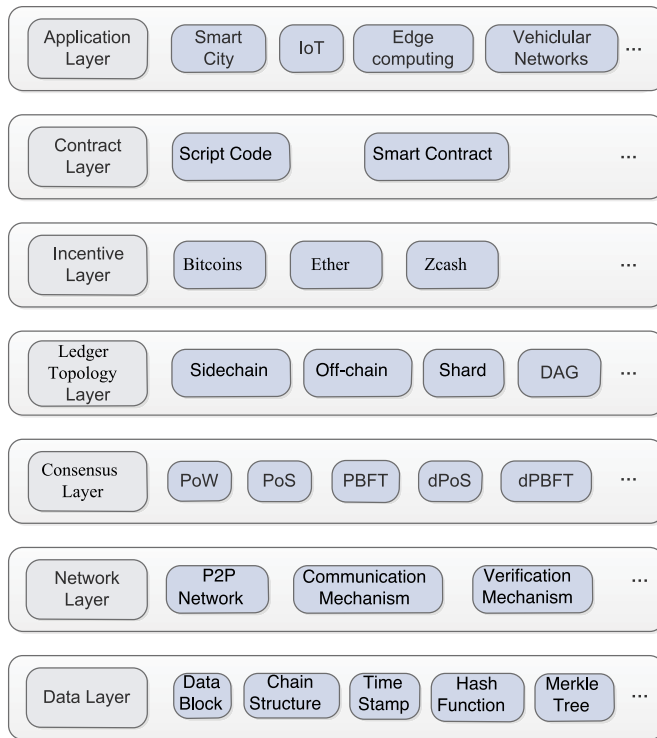 Application
Layer
Smart
City
IoT
Edge
computing
Vehiclular
Networks
...
Contract
Layer
Script Code
Smart Contract
...
Incentive
Layer
Bitcoins
Ether
Zcash
...
Ledger
Topology
Layer
Sidechain
Off-chain
Shard
DAG
...
Consensus
Layer
PoW
PoS
PBFT
dPoS
dPBFT
...
Network
Layer
P2P
Network
Communication
Mechanism
Verification
Mechanism
...
Data Layer
Data
Block
Chain
Structure
Time
Stamp
Hash
Function
Merkle
Tree
...